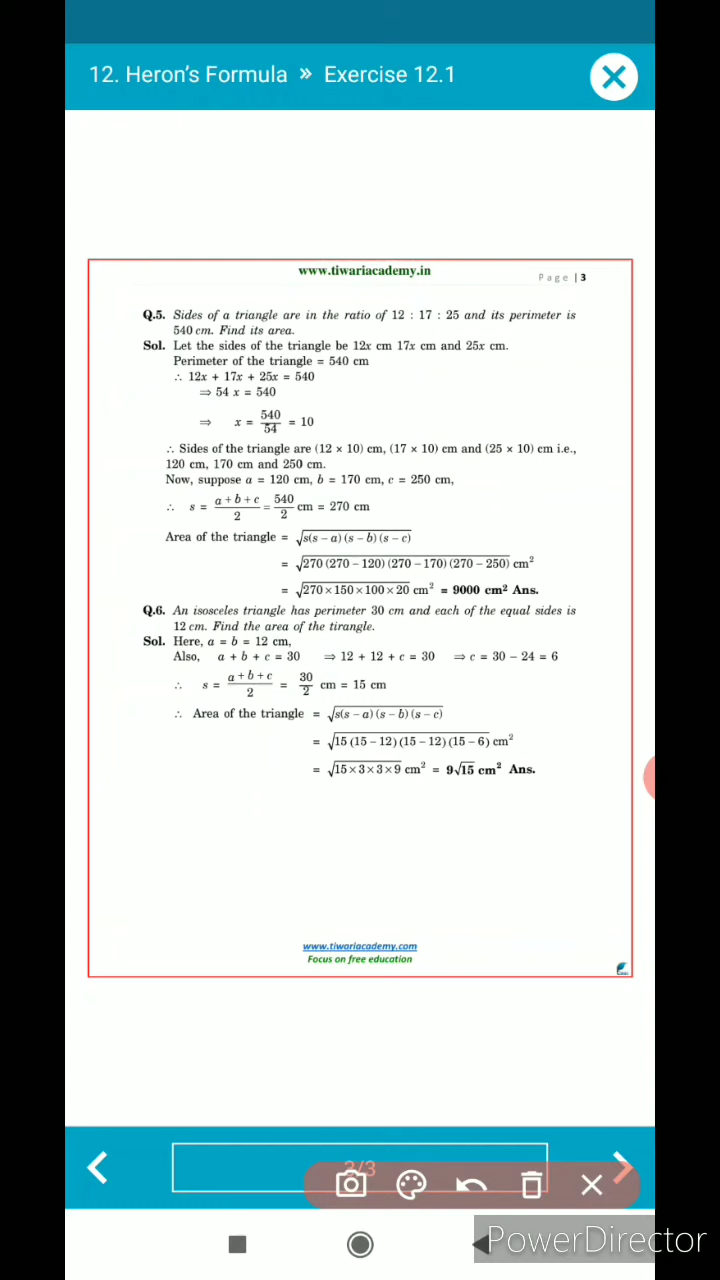 12. Heron's Formula » Exercise 12.1
www.tiwariacademy.in
Page | 3
Q.5. Sides of a triangle are in the ratio of 12 : 17 : 25 and its perimeter is
540 cm. Find its area.
Sol. Let the sides of the triangle be 12x cm 17x cm and 25x cm.
Perimeter of the triangle = 540 cm
∴ 12x + 17x + 25x = 540
⇒ 54 x = 540
⇒ x = 540/54 = 10
∴ Sides of the triangle are (12 × 10) cm, (17 × 10) cm and (25 × 10) cm i.e.,
120 cm, 170 cm and 250 cm.
Now, suppose a = 120 cm, b = 170 cm, c = 250 cm,
∴ s = (a + b + c)/2 = 540/2 cm = 270 cm
Area of the triangle = √(s(s – a) (s – b) (s – c))
= √(270 (270 – 120) (270 – 170) (270 – 250)) cm²
= √(270 × 150 × 100 × 20) cm² = 9000 cm² Ans.
Q.6. An isosceles triangle has perimeter 30 cm and each of the equal sides is
12 cm. Find the area of the tirangle.
Sol. Here, a = b = 12 cm,
Also, a + b + c = 30 ⇒ 12 + 12 + c = 30 ⇒ c = 30 – 24 = 6
∴ s = (a + b + c)/2 = 30/2 cm = 15 cm
∴ Area of the triangle = √(s(s – a) (s – b) (s – c))
= √(15 (15 – 12) (15 – 12) (15 – 6)) cm²
= √(15 × 3 × 3 × 9) cm² = 9√15 cm² Ans.
www.tiwariacademy.com
Focus on free education
2/3
PowerDirector